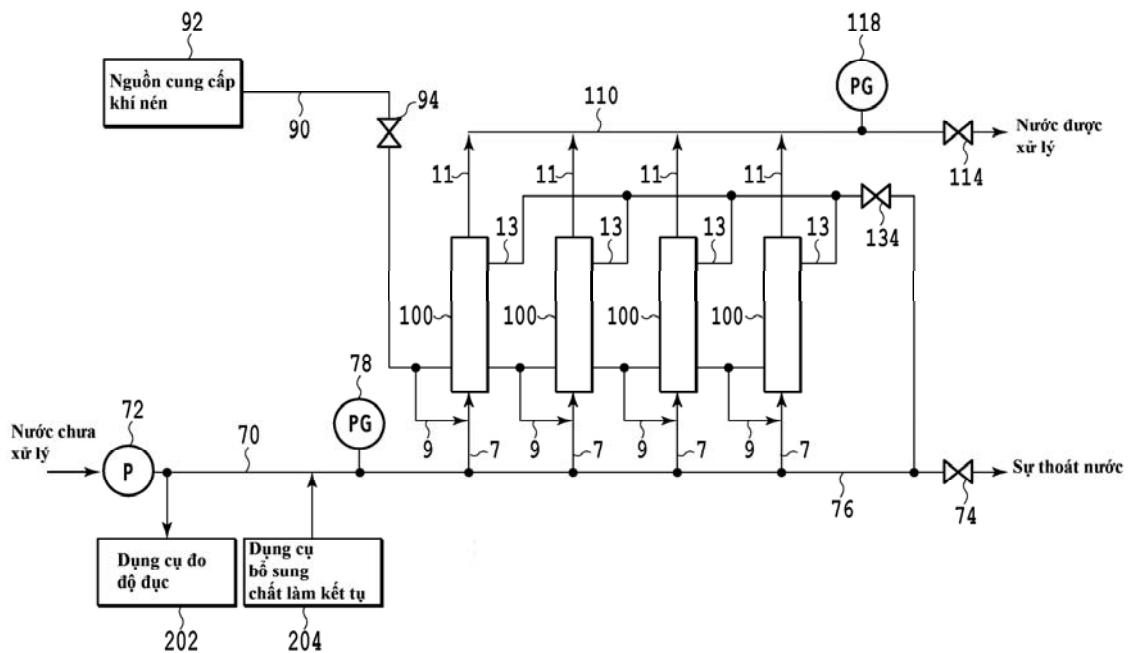 92
Nguồn cung cấp
khí nén
90
94
110
118
PG
Nước được
xử lý
114
11
11
11
11
13
13
13
13
134
100
100
100
100
78
PG
72
Nước chưa
xử lý
P
70
9
7
9
7
9
7
9
7
76
Sự thoát nước
74
Dụng cụ đo
độ đục
202
Dụng cụ
bổ sung
chất làm kết tụ
204